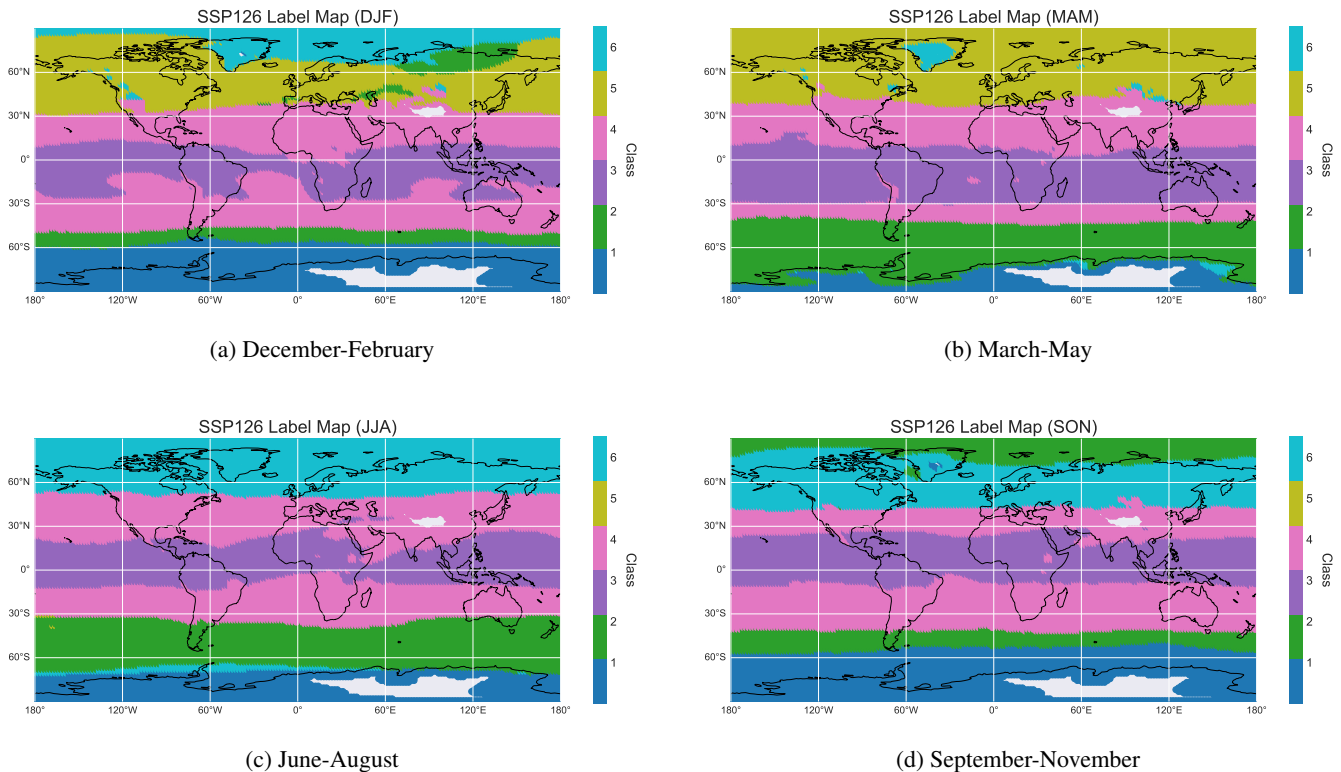 SSP126 Label Map (DJF)
60°N
30°N
0°
30°S
60°S
180°
120°W
60°W
0°
60°E
120°E
180°
6
5
4
3
2
1
Class
(a) December-February
SSP126 Label Map (MAM)
60°N
30°N
0°
30°S
60°S
180°
120°W
60°W
0°
60°E
120°E
180°
6
5
4
3
2
1
Class
(b) March-May
SSP126 Label Map (JJA)
60°N
30°N
0°
30°S
60°S
180°
120°W
60°W
0°
60°E
120°E
180°
6
5
4
3
2
1
Class
(c) June-August
SSP126 Label Map (SON)
60°N
30°N
0°
30°S
60°S
180°
120°W
60°W
0°
60°E
120°E
180°
6
5
4
3
2
1
Class
(d) September-November